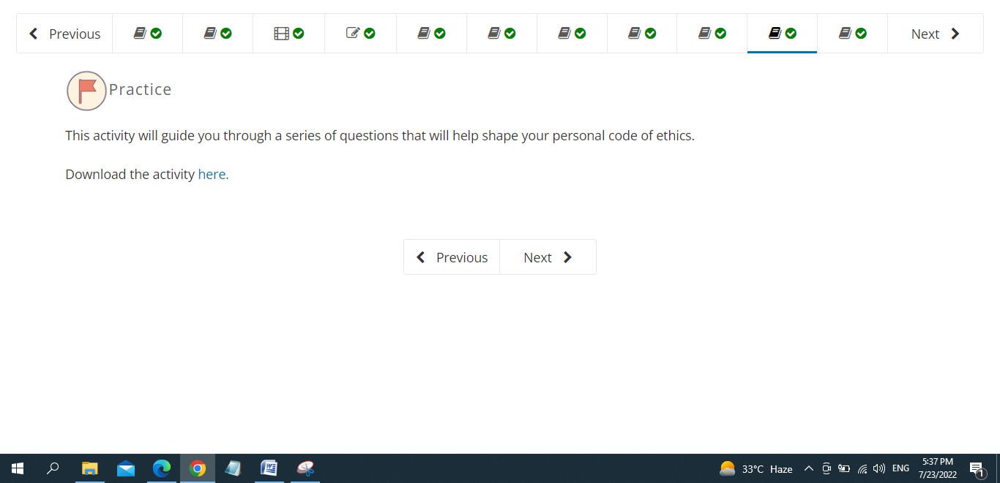 Previous
Next
Practice
This activity will guide you through a series of questions that will help shape your personal code of ethics.
Download the activity here.
Previous
Next
33°C Haze
ENG
5:37 PM
7/23/2022
1